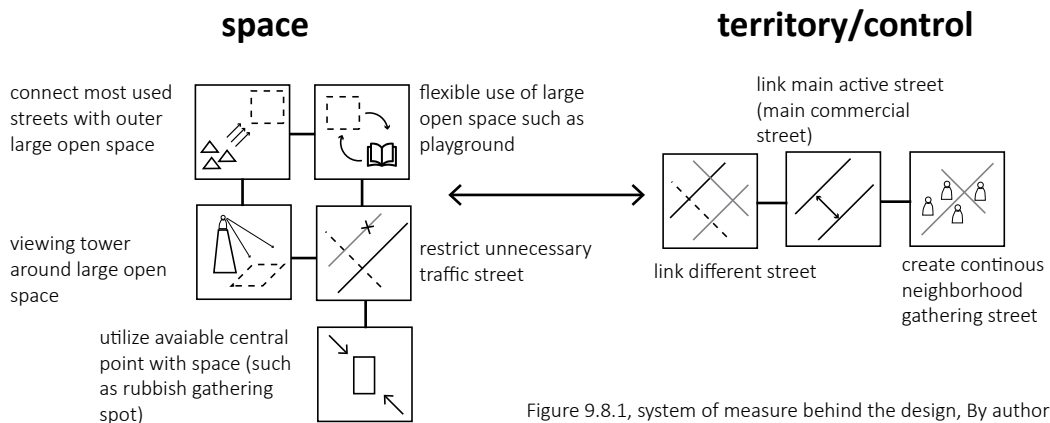 space
territory/control
connect most used
streets with outer
large open space
flexible use of large
open space such as
playground
link main active street
(main commercial
street)
viewing tower
around large open
space
restrict unnecessary
traffic street
link different street
create continous
neighborhood
gathering street
utilize avaiable central
point with space (such
as rubbish gathering
spot)
Figure 9.8.1, system of measure behind the design, By author